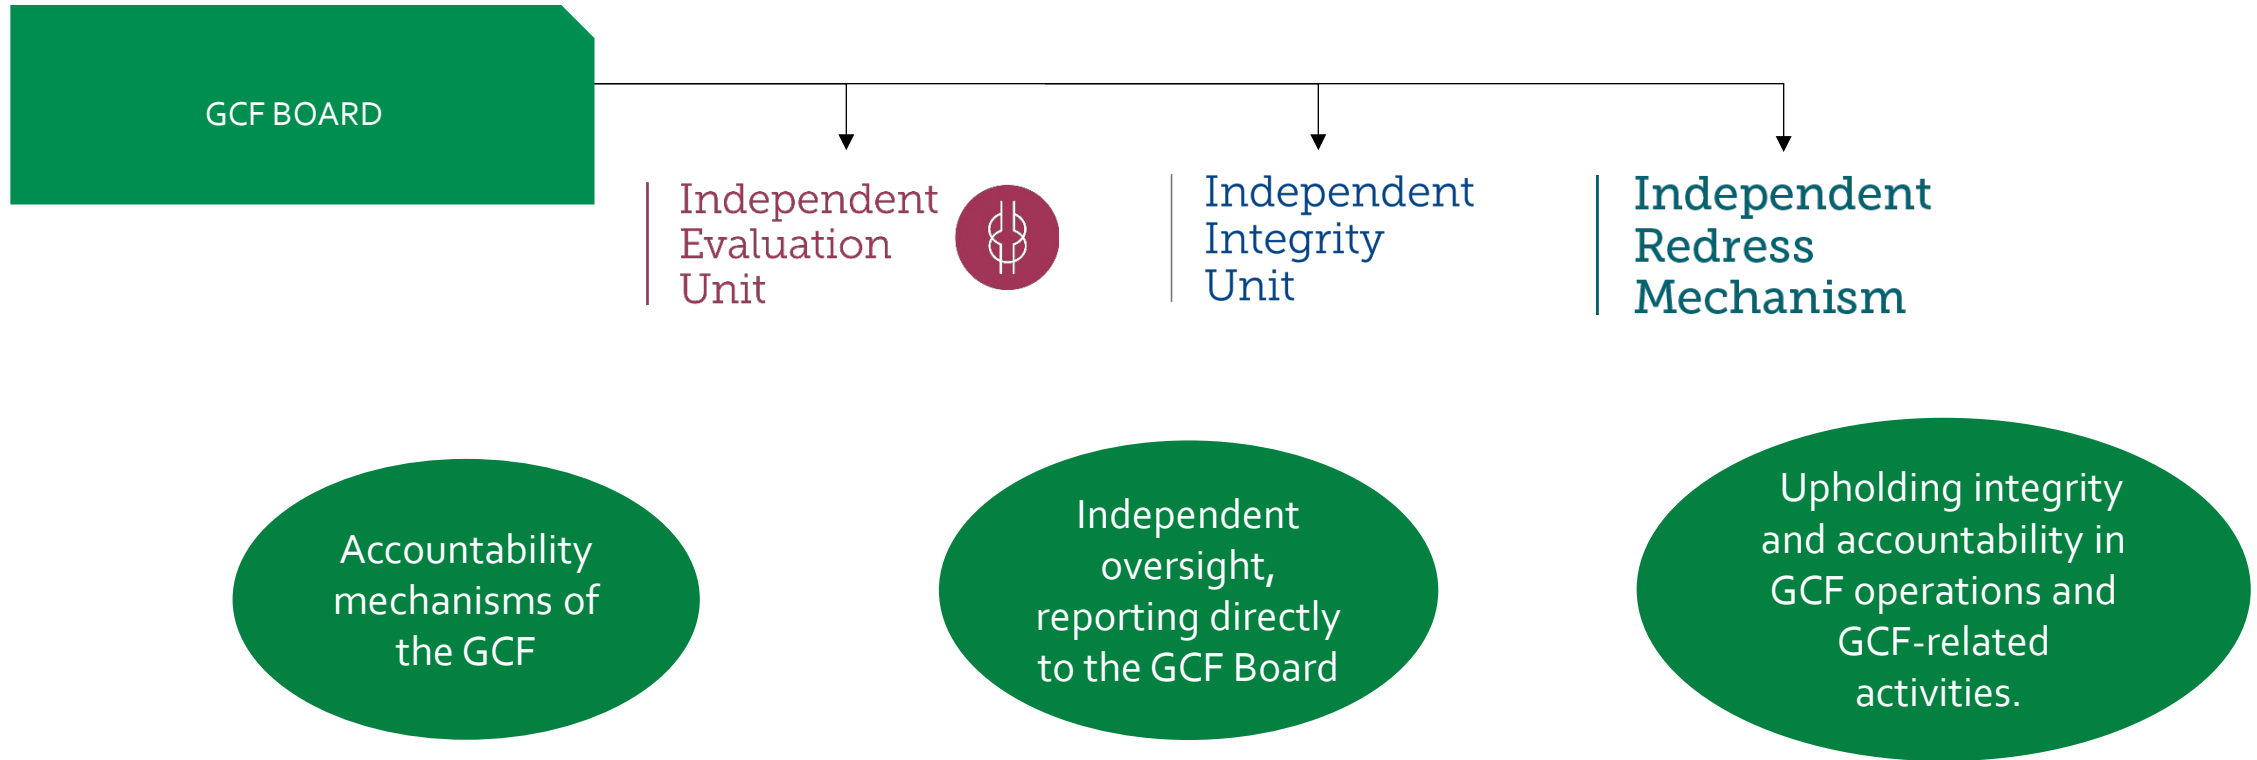 GCF BOARD
Independent
Evaluation
Unit
Independent
Integrity
Unit
Independent
Redress
Mechanism
Accountability
mechanisms of
the GCF
Independent
oversight,
reporting directly
to the GCF Board
Upholding integrity
and accountability in
GCF operations and
GCF-related
activities.